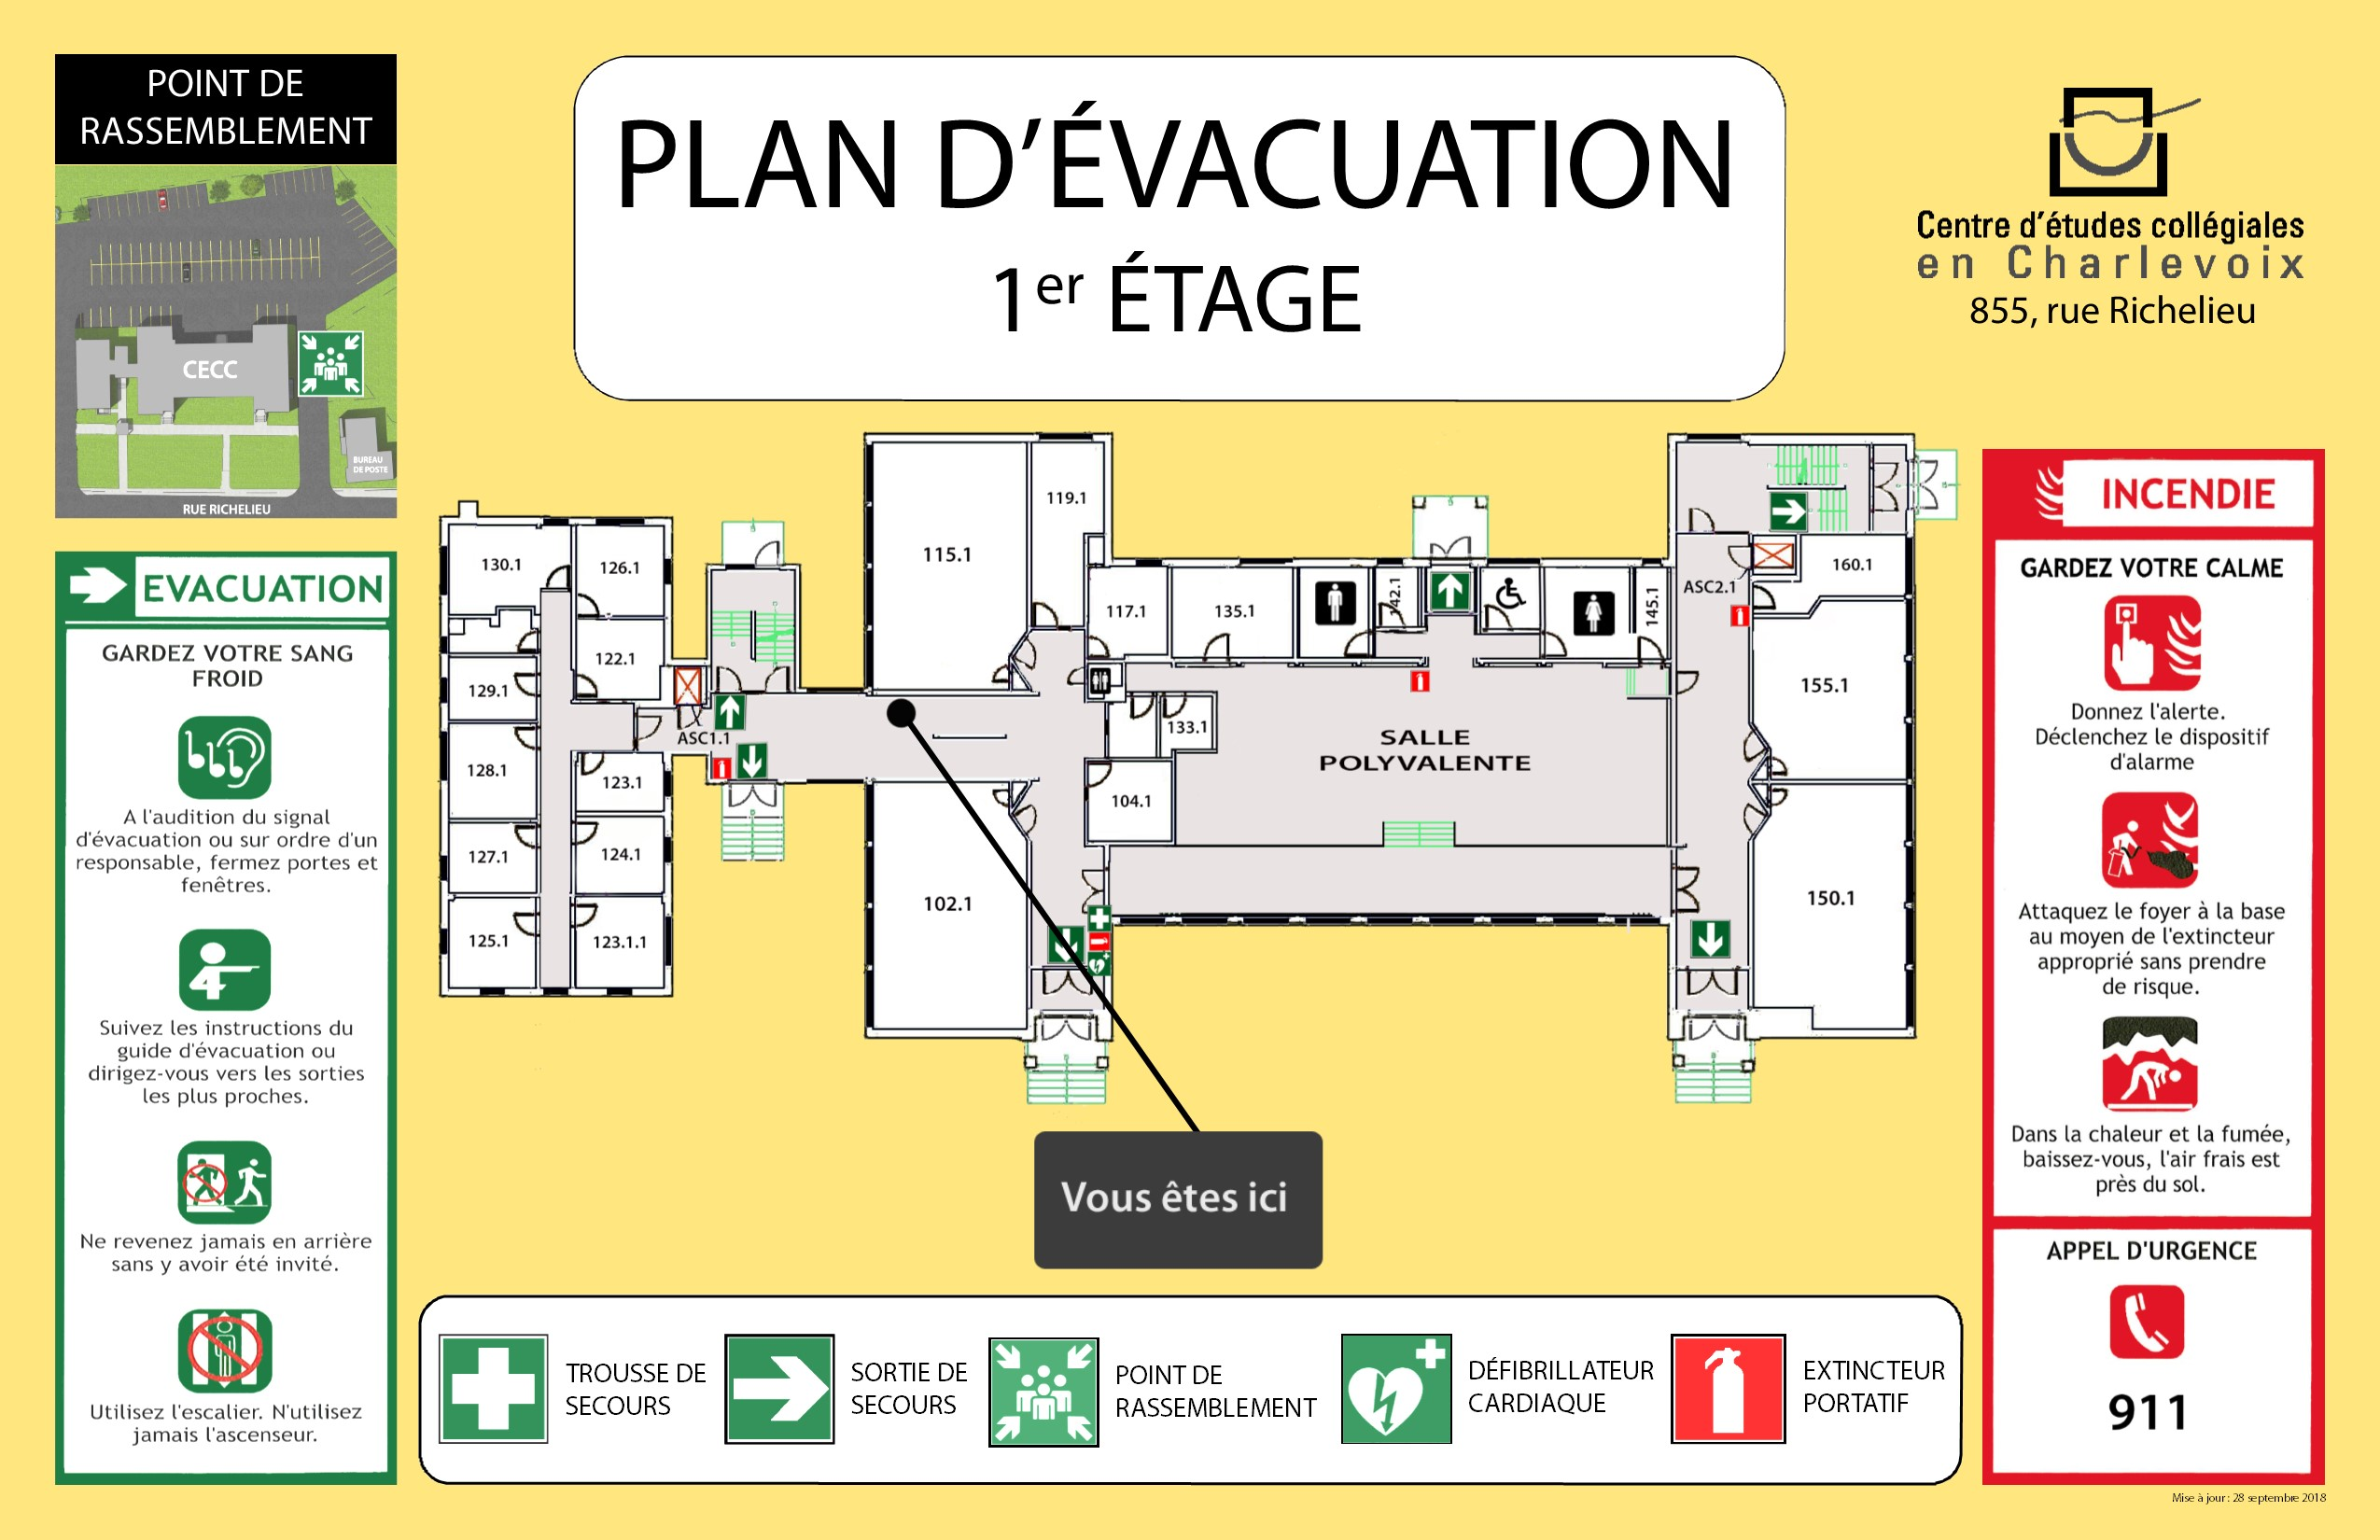 POINT DE
RASSEMBLEMENT
CECC
BUREAU
DE POSTE
RUE RICHELIEU
PLAN D'ÉVACUATION
1er ÉTAGE
Centre d'études collégiales
en Charlevoix
855, rue Richelieu
EVACUATION
GARDEZ VOTRE SANG
FROID
A l'audition du signal
d'évacuation ou sur ordre d'un
responsable, fermez portes et
fenêtres.
Suivez les instructions du
guide d'évacuation ou
dirigez-vous vers les sorties
les plus proches.
Ne revenez jamais en arrière
sans y avoir été invité.
Utilisez l'escalier. N'utilisez
jamais l'ascenseur.
130.1
126.1
122.1
129.1
128.1
123.1
127.1
124.1
125.1
123.1.1
ASC1.1
115.1
119.1
117.1
135.1
142.1
145.1
133.1
104.1
102.1
SALLE
POLYVALENTE
ASC2.1
160.1
155.1
150.1
Vous êtes ici
INCENDIE
GARDEZ VOTRE CALME
Donnez l'alerte.
Déclenchez le dispositif
d'alarme
Attaquez le foyer à la base
au moyen de l'extincteur
approprié sans prendre
de risque.
Dans la chaleur et la fumée,
baissez-vous, l'air frais est
près du sol.
APPEL D'URGENCE
911
TROUSSE DE
SECOURS
SORTIE DE
SECOURS
POINT DE
RASSEMBLEMENT
DÉFIBRILLATEUR
CARDIAQUE
EXTINCTEUR
PORTATIF
Mise à jour : 28 septembre 2018